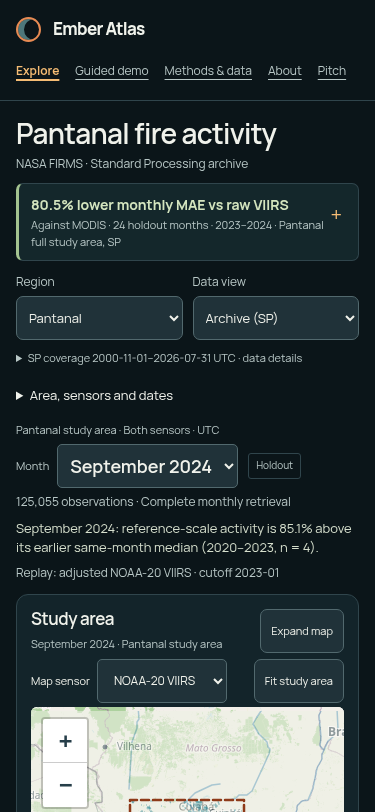 Ember Atlas
Explore Guided demo Methods & data About Pitch
Pantanal fire activity
NASA FIRMS · Standard Processing archive
80.5% lower monthly MAE vs raw VIIRS
Against MODIS · 24 holdout months · 2023–2024 · Pantanal
full study area, SP
+
Region Data view
Pantanal Archive (SP)
▶ SP coverage 2000-11-01–2026-07-31 UTC · data details
▶ Area, sensors and dates
Pantanal study area · Both sensors · UTC
Month September 2024 Holdout
125,055 observations · Complete monthly retrieval
September 2024: reference-scale activity is 85.1% above
its earlier same-month median (2020–2023, n = 4).
Replay: adjusted NOAA-20 VIIRS · cutoff 2023-01
Study area
September 2024 · Pantanal study area
Expand map
Map sensor NOAA-20 VIIRS Fit study area
+
−
Vilhena
Mato Grosso
Bra